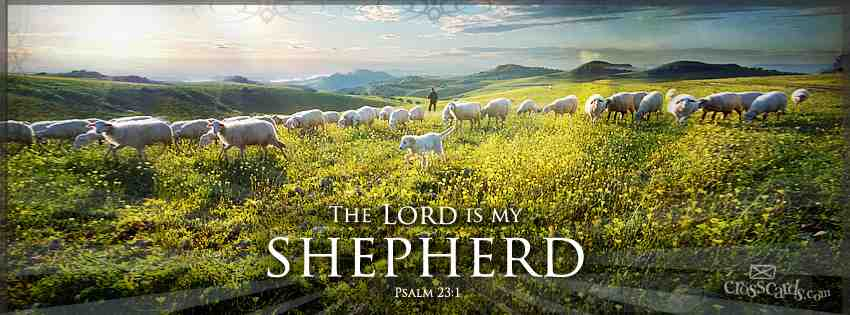 The Lord is my
SHEPHERD
Psalm 23:1
crosscards.com